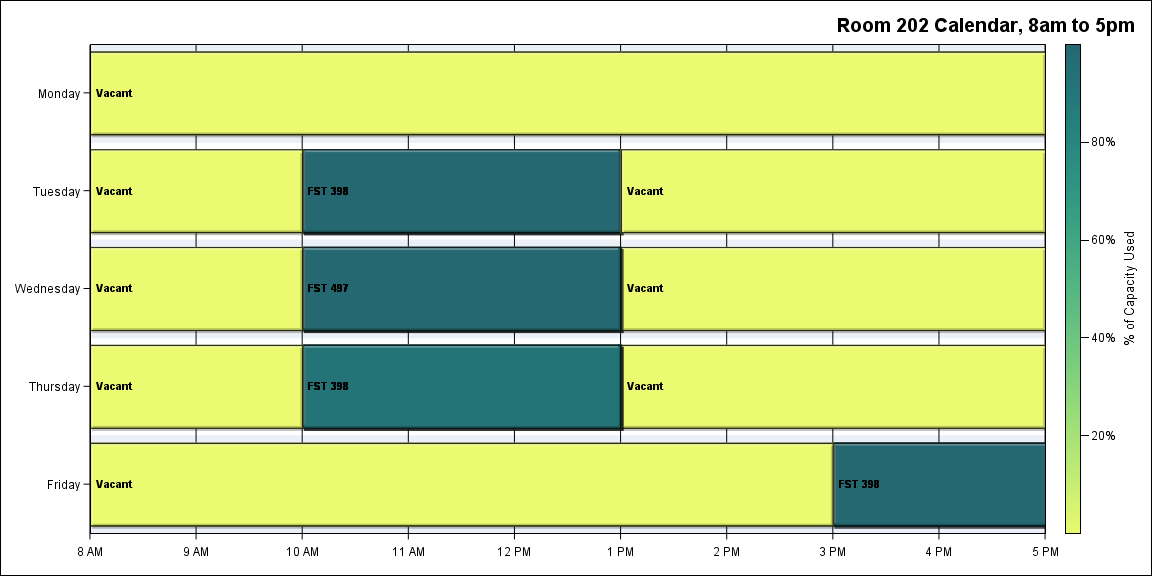 Room 202 Calendar, 8am to 5pm
Monday
Vacant
Tuesday
Vacant
FST 398
Vacant
Wednesday
Vacant
FST 497
Vacant
Thursday
Vacant
FST 398
Vacant
Friday
Vacant
FST 398
8 AM
9 AM
10 AM
11 AM
12 PM
1 PM
2 PM
3 PM
4 PM
5 PM
80%
60%
40%
20%
% of Capacity Used